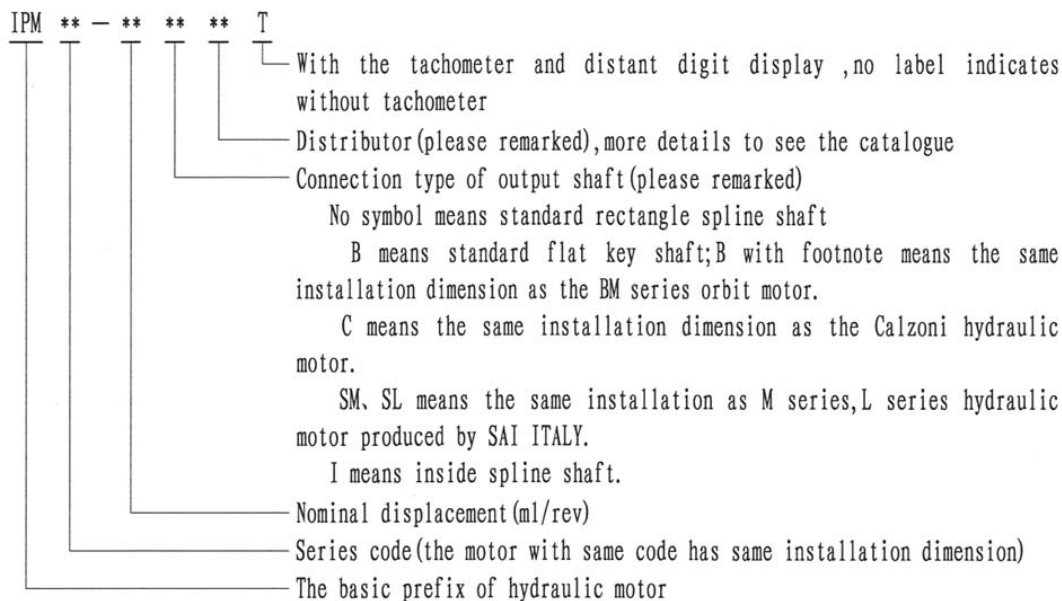 IPM ** — ** ** ** T
With the tachometer and distant digit display ,no label indicates
without tachometer
Distributor(please remarked),more details to see the catalogue
Connection type of output shaft(please remarked)
No symbol means standard rectangle spline shaft
B means standard flat key shaft;B with footnote means the same
installation dimension as the BM series orbit motor.
C means the same installation dimension as the Calzoni hydraulic
motor.
SM、SL means the same installation as M series,L series hydraulic
motor produced by SAI ITALY.
I means inside spline shaft.
Nominal displacement(ml/rev)
Series code(the motor with same code has same installation dimension)
The basic prefix of hydraulic motor